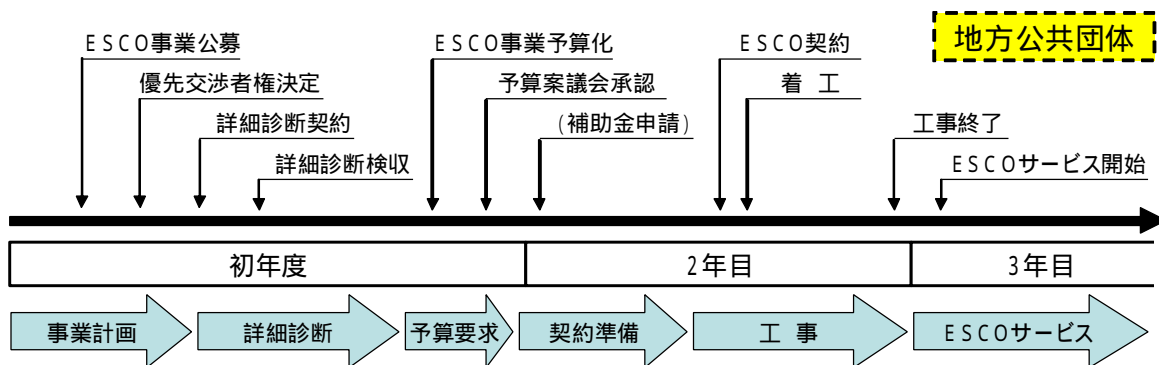 地方公共団体
ESCO事業公募
優先交渉者権決定
詳細診断契約
詳細診断検収
ESCO事業予算化
予算案議会承認
(補助金申請)
ESCO契約
着 工
工事終了
ESCOサービス開始
初年度
2年目
3年目
事業計画
詳細診断
予算要求
契約準備
工 事
ESCOサービス